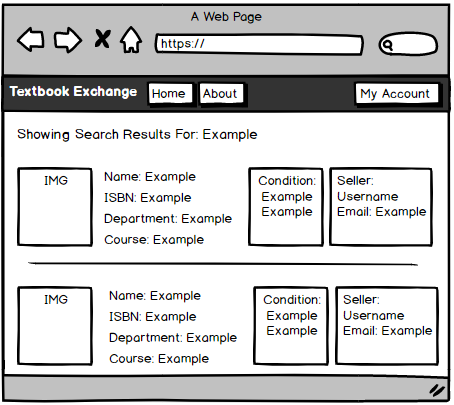 A Web Page
https://
Textbook Exchange Home About My Account
Showing Search Results For: Example
IMG
Name: Example
ISBN: Example
Department: Example
Course: Example
Condition:
Example
Example
Seller:
Username
Email: Example
IMG
Name: Example
ISBN: Example
Department: Example
Course: Example
Condition:
Example
Example
Seller:
Username
Email: Example